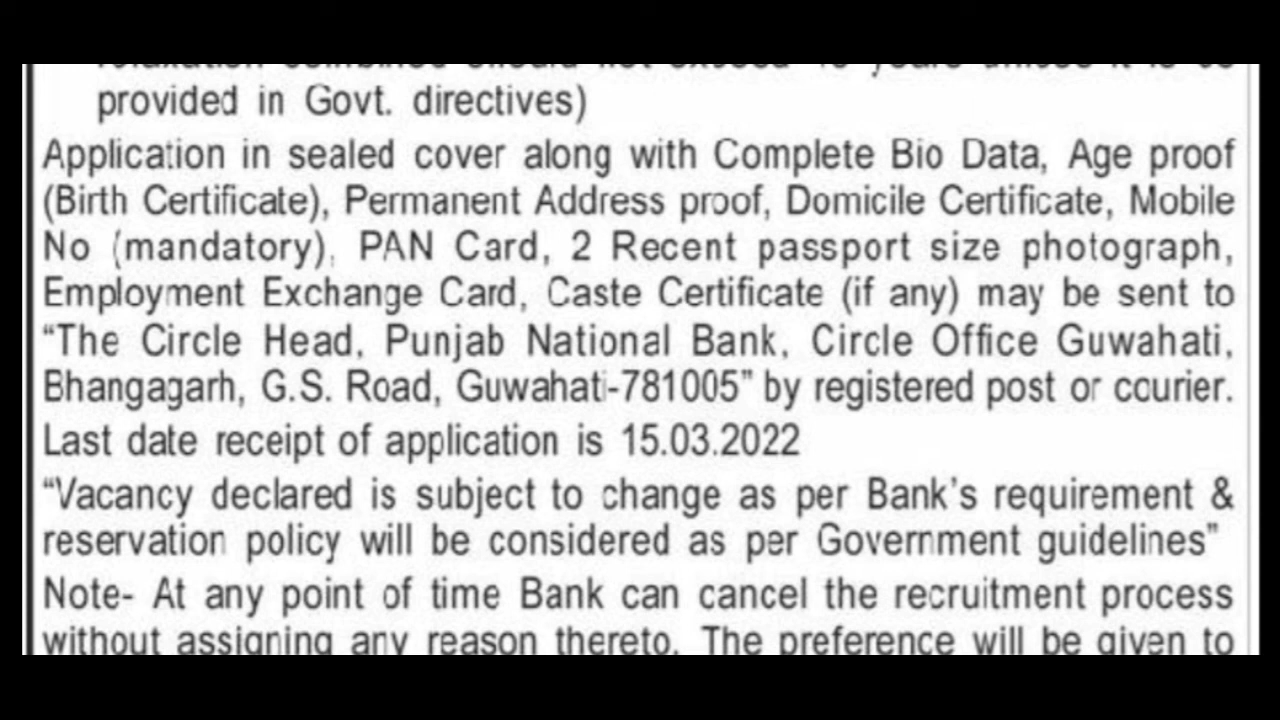 provided in Govt. directives)
Application in sealed cover along with Complete Bio Data, Age proof
(Birth Certificate), Permanent Address proof, Domicile Certificate, Mobile
No (mandatory), PAN Card, 2 Recent passport size photograph,
Employment Exchange Card, Caste Certificate (if any) may be sent to
“The Circle Head, Punjab National Bank, Circle Office Guwahati,
Bhangagarh, G.S. Road, Guwahati-781005” by registered post or courier.
Last date receipt of application is 15.03.2022
“Vacancy declared is subject to change as per Bank’s requirement &
reservation policy will be considered as per Government guidelines”
Note- At any point of time Bank can cancel the recruitment process
without assigning any reason thereto. The preference will be given to